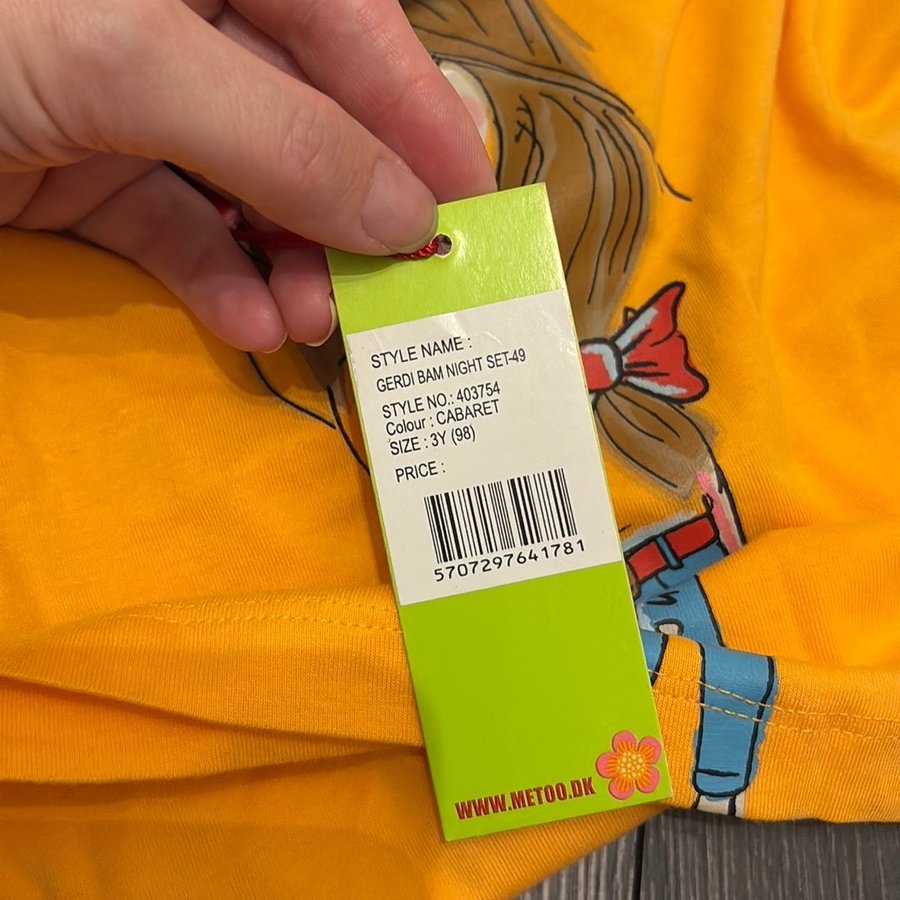 STYLE NAME :
GERDI BAM NIGHT SET-49
STYLE NO.: 403754
Colour : CABARET
SIZE : 3Y (98)
PRICE :
5707297641781
WWW.METOO.DK